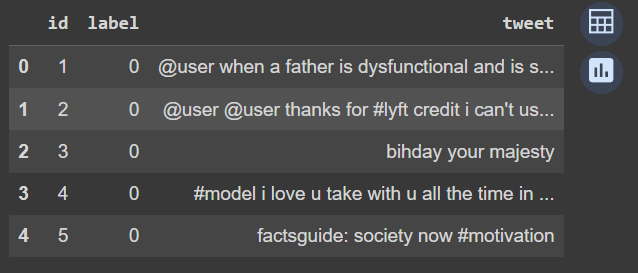 id label tweet
0 1 0 @user when a father is dysfunctional and is s...
1 2 0 @user @user thanks for #lyft credit i can't us...
2 3 0 bihday your majesty
3 4 0 #model i love u take with u all the time in ...
4 5 0 factsguide: society now #motivation